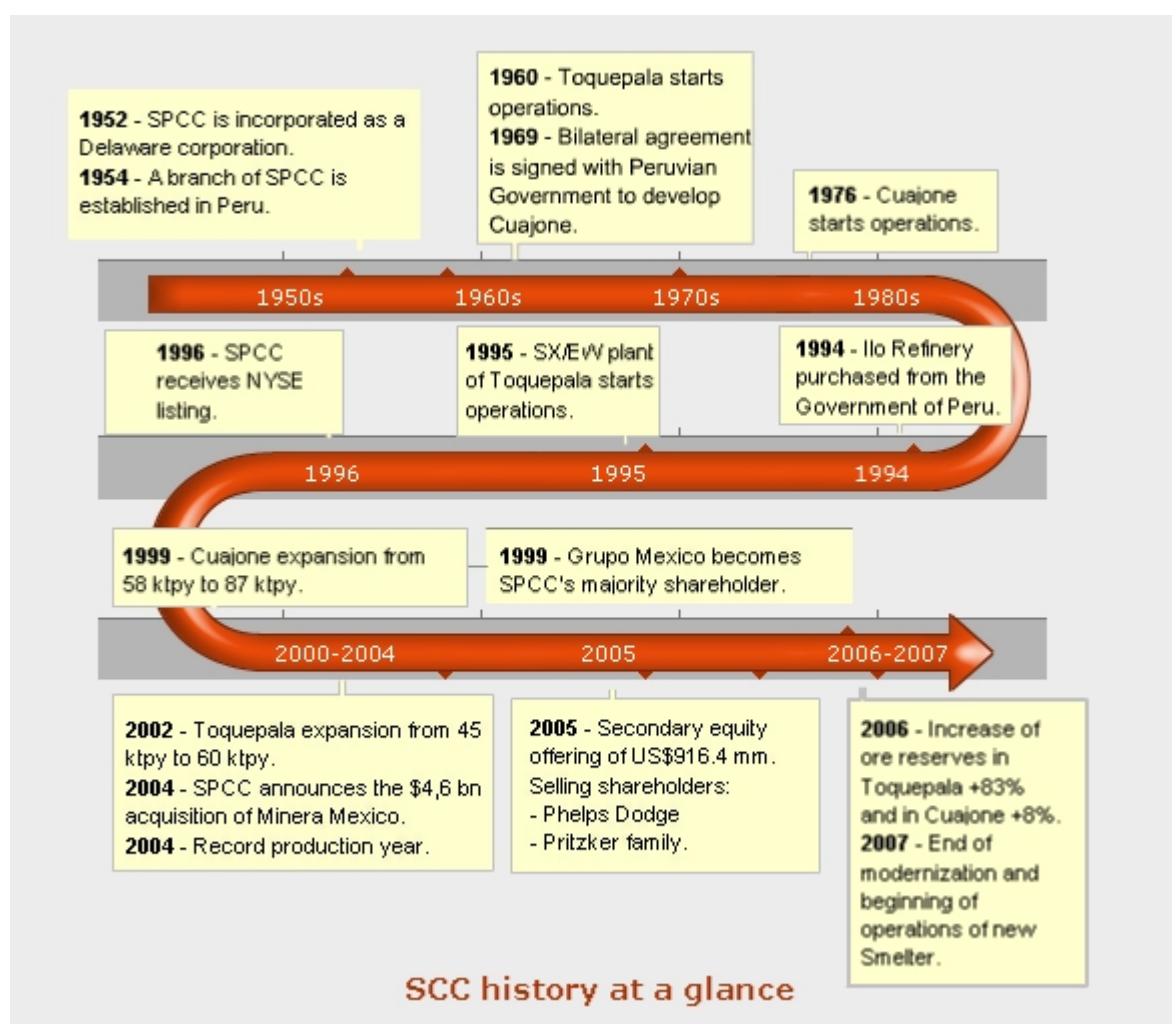 1952 - SPCC is incorporated as a
Delaware corporation.
1954 - A branch of SPCC is
established in Peru.
1960 - Toquepala starts
operations.
1969 - Bilateral agreement
is signed with Peruvian
Government to develop
Cuajone.
1976 - Cuajone
starts operations.
1950s
1960s
1970s
1980s
1996 - SPCC
receives NYSE
listing.
1995 - SX/EW plant
of Toquepala starts
operations.
1994 - Ilo Refinery
purchased from the
Government of Peru.
1996
1995
1994
1999 - Cuajone expansion from
58 ktpy to 87 ktpy.
1999 - Grupo Mexico becomes
SPCC's majority shareholder.
2000-2004
2005
2006-2007
2002 - Toquepala expansion from 45
ktpy to 60 ktpy.
2004 - SPCC announces the $4,6 bn
acquisition of Minera Mexico.
2004 - Record production year.
2005 - Secondary equity
offering of US$916.4 mm.
Selling shareholders:
- Phelps Dodge
- Pritzker family.
2006 - Increase of
ore reserves in
Toquepala +83%
and in Cuajone +8%.
2007 - End of
modernization and
beginning of
operations of new
Smelter.
SCC history at a glance